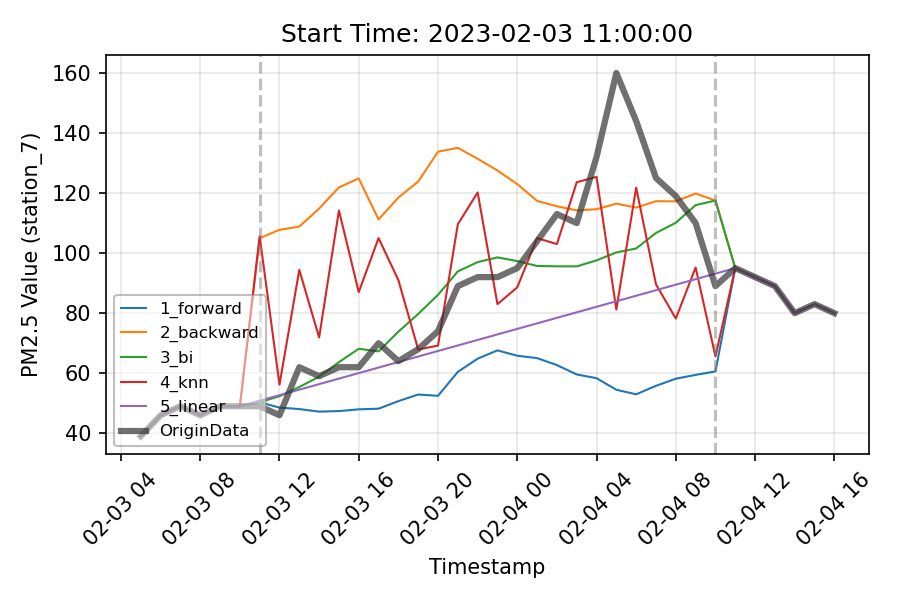 Start Time: 2023-02-03 11:00:00
PM2.5 Value (station_7)
160
140
120
100
80
60
40
1_forward
2_backward
3_bi
4_knn
5_linear
OriginData
02-03 04
02-03 08
02-03 12
02-03 16
02-03 20
02-04 00
02-04 04
02-04 08
02-04 12
02-04 16
Timestamp